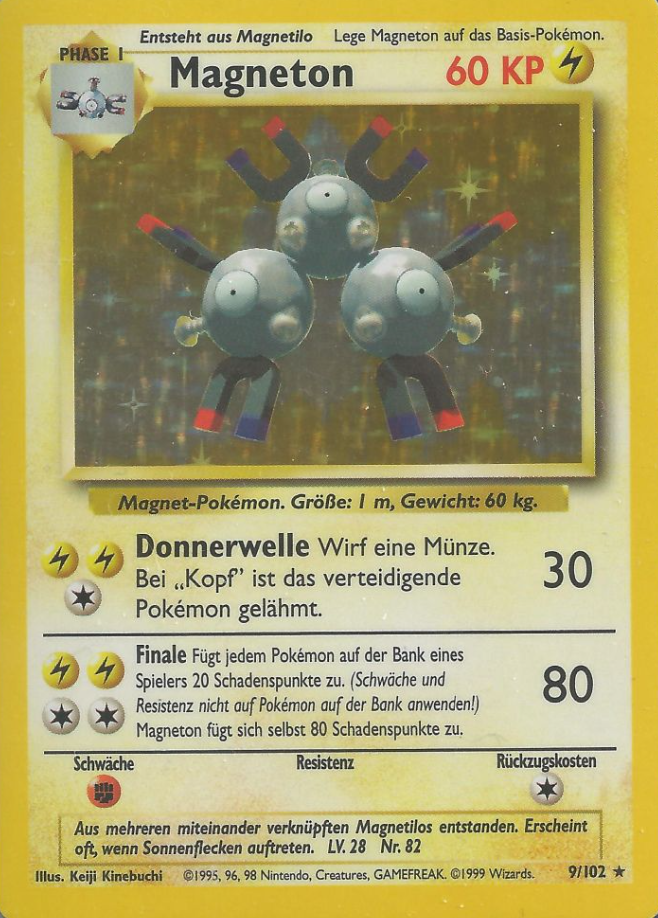 Entsteht aus Magnetilo Lege Magneton auf das Basis-Pokémon.
PHASE 1
Magneton 60 KP
Magnet-Pokémon. Größe: 1 m, Gewicht: 60 kg.
Donnerwelle Wirf eine Münze.
Bei „Kopf” ist das verteidigende 30
Pokémon gelähmt.
Finale Fügt jedem Pokémon auf der Bank eines
Spielers 20 Schadenspunkte zu. (Schwäche und
Resistenz nicht auf Pokémon auf der Bank anwenden!) 80
Magneton fügt sich selbst 80 Schadenspunkte zu.
Schwäche Resistenz Rückzugskosten
Aus mehreren miteinander verknüpften Magnetilos entstanden. Erscheint
oft, wenn Sonnenflecken auftreten. LV. 28 Nr. 82
Illus. Keiji Kinebuchi ©1995, 96, 98 Nintendo, Creatures, GAMEFREAK. ©1999 Wizards. 9/102 ★